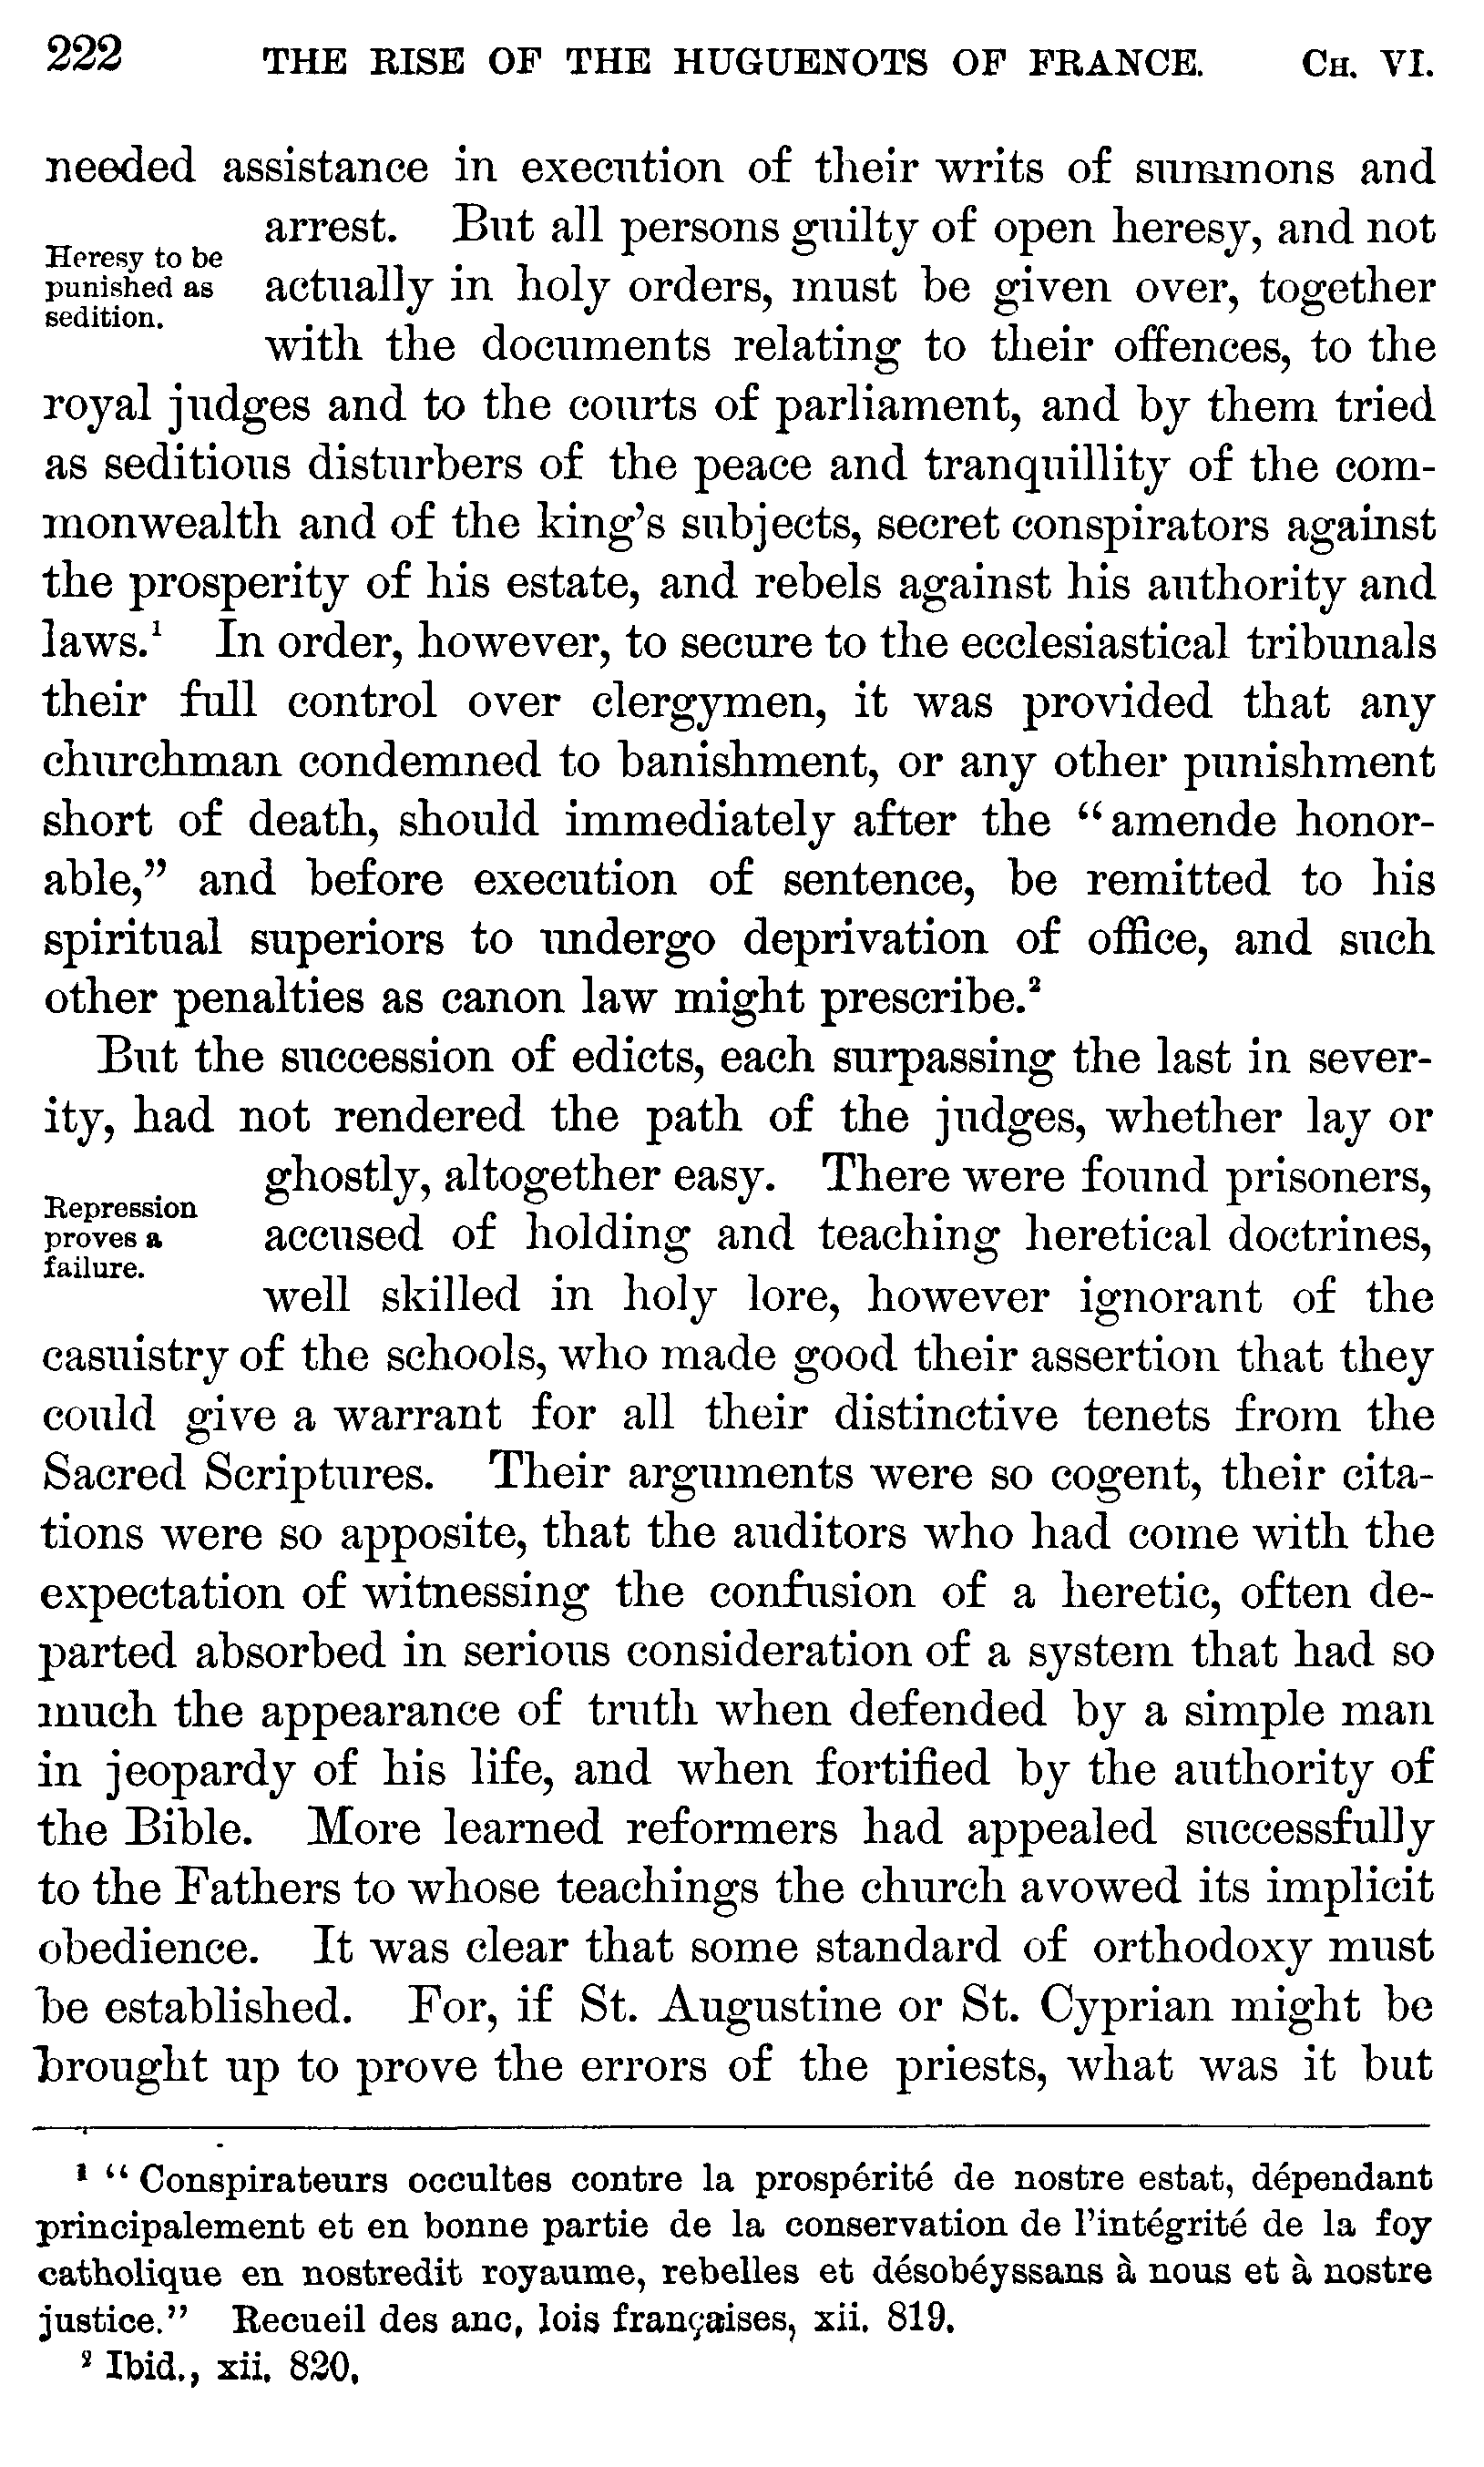 222 THE RISE OF THE HUGUENOTS OF FRANCE. CH. VI.
needed assistance in execution of their writs of summons and
arrest. But all persons guilty of open heresy, and not
Heresy to be
punished as
sedition.
actually in holy orders, must be given over, together
with the documents relating to their offences, to the
royal judges and to the courts of parliament, and by them tried
as seditious disturbers of the peace and tranquillity of the com-
monwealth and of the king’s subjects, secret conspirators against
the prosperity of his estate, and rebels against his authority and
laws.¹ In order, however, to secure to the ecclesiastical tribunals
their full control over clergymen, it was provided that any
churchman condemned to banishment, or any other punishment
short of death, should immediately after the “amende honor-
able,” and before execution of sentence, be remitted to his
spiritual superiors to undergo deprivation of office, and such
other penalties as canon law might prescribe.²
But the succession of edicts, each surpassing the last in sever-
ity, had not rendered the path of the judges, whether lay or
ghostly, altogether easy. There were found prisoners,
Repression
proves a
failure.
accused of holding and teaching heretical doctrines,
well skilled in holy lore, however ignorant of the
casuistry of the schools, who made good their assertion that they
could give a warrant for all their distinctive tenets from the
Sacred Scriptures. Their arguments were so cogent, their cita-
tions were so apposite, that the auditors who had come with the
expectation of witnessing the confusion of a heretic, often de-
parted absorbed in serious consideration of a system that had so
much the appearance of truth when defended by a simple man
in jeopardy of his life, and when fortified by the authority of
the Bible. More learned reformers had appealed successfully
to the Fathers to whose teachings the church avowed its implicit
obedience. It was clear that some standard of orthodoxy must
be established. For, if St. Augustine or St. Cyprian might be
brought up to prove the errors of the priests, what was it but
¹ “Conspirateurs occultes contre la prospérité de nostre estat, dépendant
principalement et en bonne partie de la conservation de l’intégrité de la foy
catholique en nostredit royaume, rebelles et désobéyssans à nous et à nostre
justice.” Recueil des anc. lois françaises, xii. 819.
² Ibid., xii. 820.